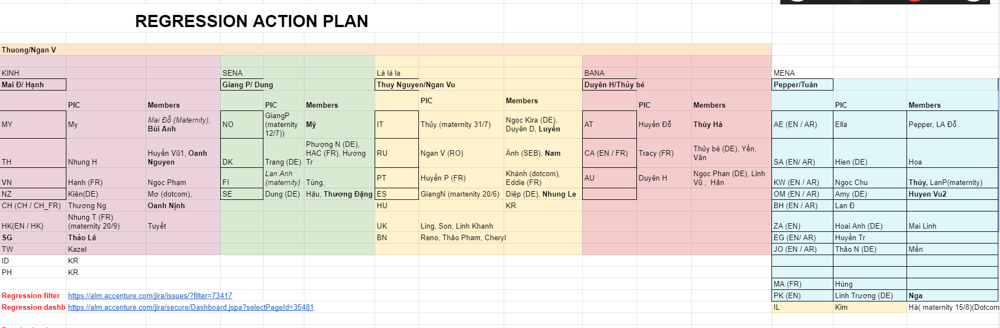 REGRESSION ACTION PLAN
Thuong/Ngan V
KINH SENA Là lá la BANA MENA
Mai Đ/ Hạnh Giang P/ Dung Thuy Nguyen/Ngan Vu Duyên H/Thủy bé Pepper/Tuân
PIC Members PIC Members PIC Members PIC Members PIC Members
MY My Mai Đỗ (Maternity), Bùi Anh NO GiangP (maternity 12/7)) Mỹ IT Thủy (maternity 31/7) Ngọc Kira (DE), Duyên D, Luyến AT Huyền Đỗ Thúy Hà AE (EN / AR) Ella Pepper, LA Đỗ
TH Nhung H Huyền Vũ1, Oanh Nguyen DK Trang (DE) Phượng N (DE), HAC (FR), Hương Tr RU Ngan V (RO) Ánh (SEB), Nam CA (EN / FR) Tracy (FR) Thủy bé (DE), Yến, Văn SA (EN/ AR) Hien (DE) Hoa
VN Hạnh (FR) Ngọc Phạm FI Lan Anh (maternity) Tùng, PT Huyền P (FR) Khánh (dotcom), Eddie (FR) AU Duyên H Ngọc Phan (DE), Linh Vũ , Hân KW (EN / AR) Ngọc Chu Thúy, LanP(maternity)
NZ Kiên(DE) Mơ (dotcom), SE Dung (DE) Hậu, Thương Đặng ES GiangN (martenity 20/6) Diệp (DE), Nhung Le OM (EN / AR) Amy (DE) Huyen Vu2
CH (CH / CH_FR) Thương Ng Oanh Nịnh HU KR BH (EN / AR) Lan Đ
HK(EN / HK) Nhung T (FR) (maternity 20/9) Tuyết UK Ling, Son, Linh Khanh ZA (EN) Hoai Anh (DE) Mai Linh
SG Thảo Lê BN Reno, Thảo Pham, Cheryl EG (EN/ AR) Huyền Tr
TW Kazel JO (EN / AR) Thảo N (DE) Mến
ID KR
PH KR
MA (FR) Hùng
Regression filter https://alm.accenture.com/jira/issues/?filter=73417 PK (EN) Linh Trương (DE) Nga
Regression dashb https://alm.accenture.com/jira/secure/Dashboard.jspa?selectPageId=35481 IL Kim Hà( maternity 15/8)(Dotcom